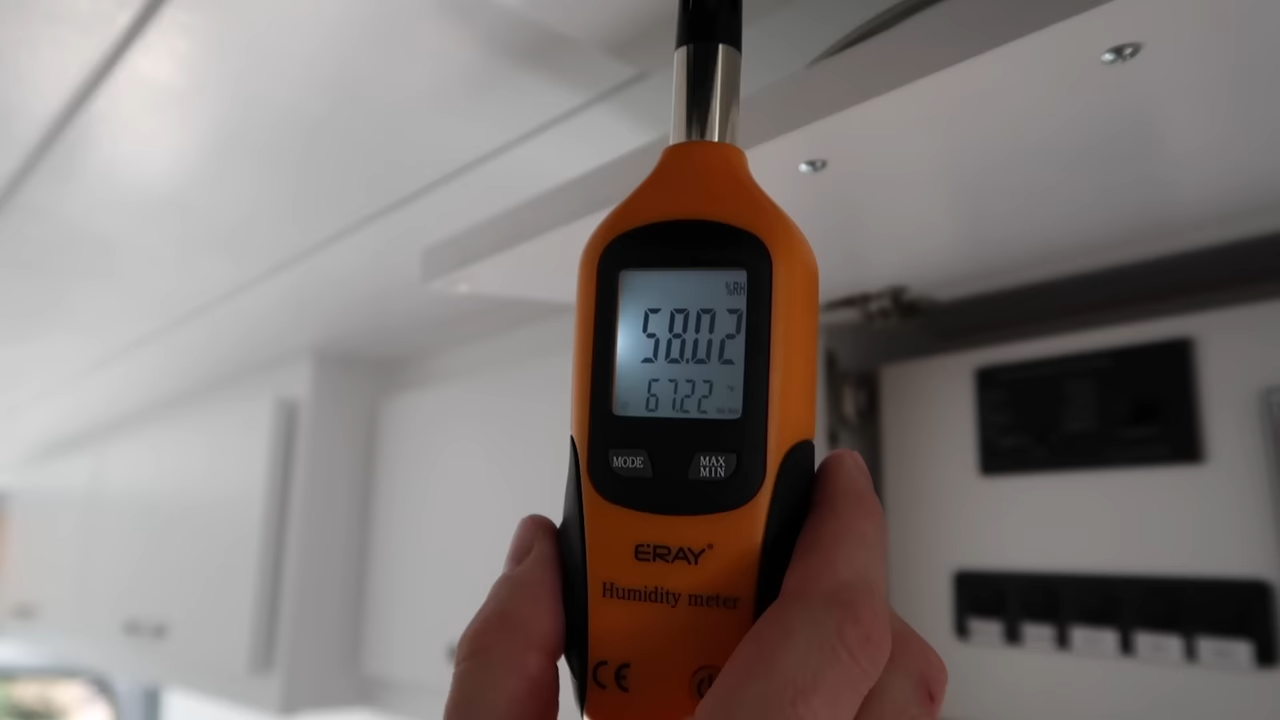 %RH
58.02
67.22 °F
MODE
MAX
MIN
ERAY®
Humidity meter
CE